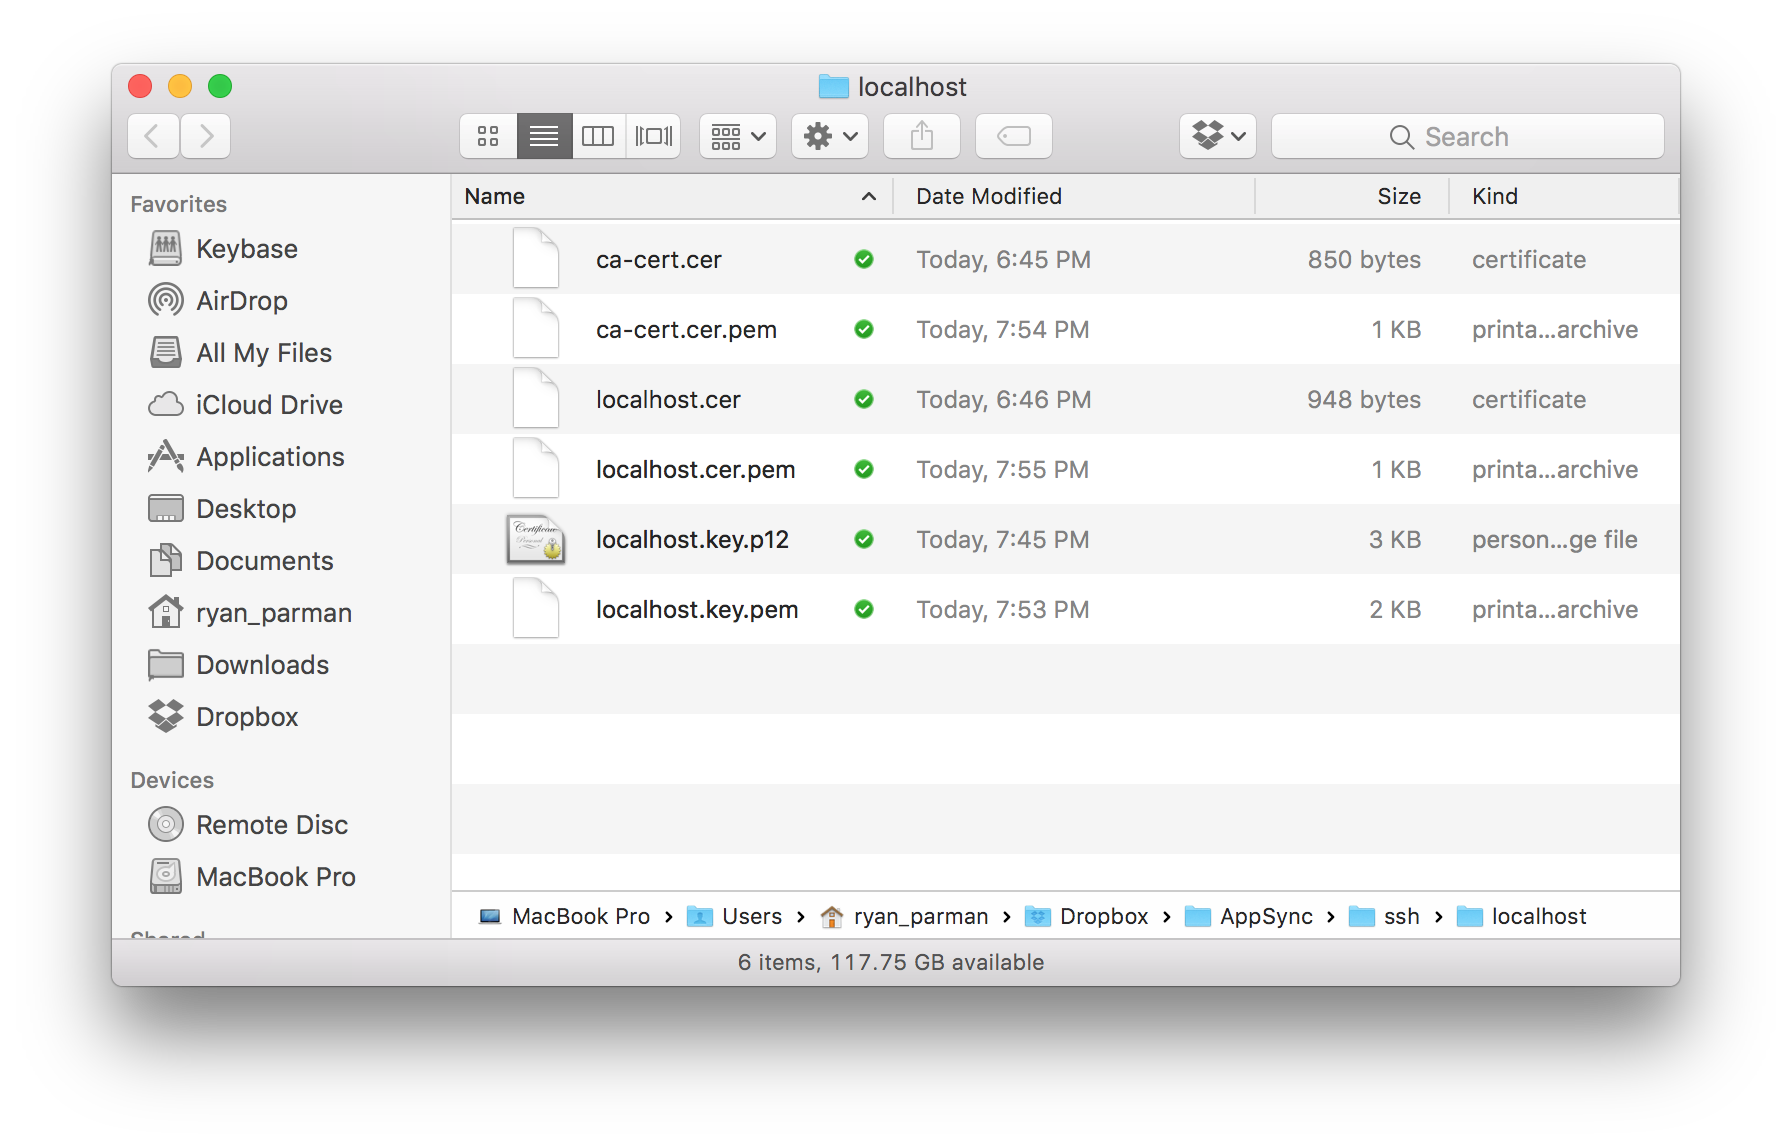 localhost
Search
Name Date Modified Size Kind
Favorites
Keybase
AirDrop
All My Files
iCloud Drive
Applications
Desktop
Documents
ryan_parman
Downloads
Dropbox
Devices
Remote Disc
MacBook Pro
Shared
ca-cert.cer Today, 6:45 PM 850 bytes certificate
ca-cert.cer.pem Today, 7:54 PM 1 KB printa...archive
localhost.cer Today, 6:46 PM 948 bytes certificate
localhost.cer.pem Today, 7:55 PM 1 KB printa...archive
Certificate
Personal
localhost.key.p12 Today, 7:45 PM 3 KB person...ge file
localhost.key.pem Today, 7:53 PM 2 KB printa...archive
MacBook Pro › Users › ryan_parman › Dropbox › AppSync › ssh › localhost
6 items, 117.75 GB available